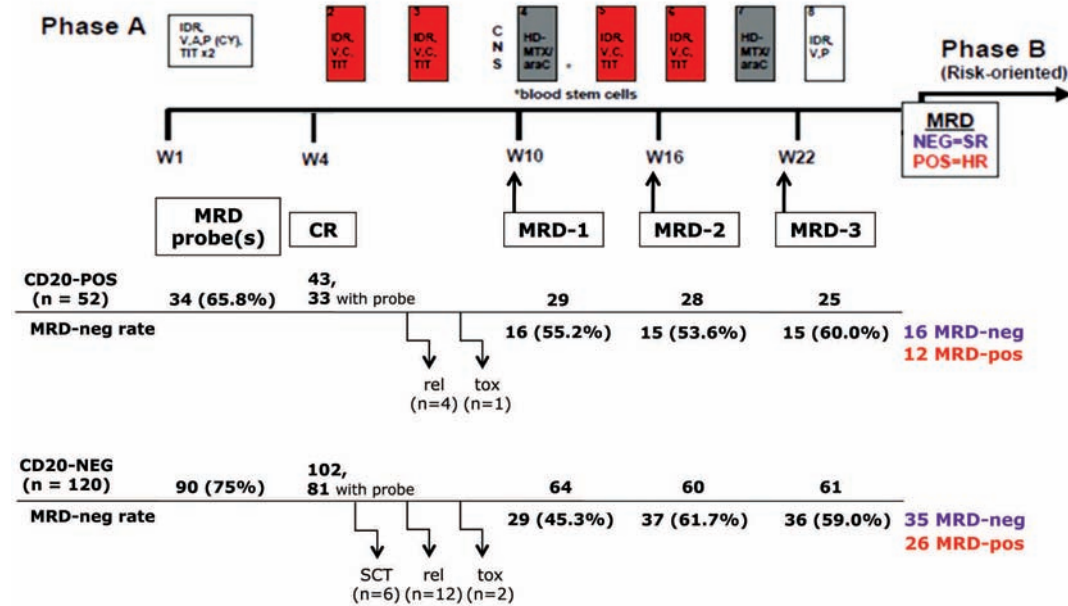 Phase A
IDR,
V,A,P (CY),
TIT x2
2
IDR,
V,C,
TIT
3
IDR,
V,C,
TIT
C
N
S
4
HD-
MTX/
araC
*
5
IDR,
V,C,
TIT
6
IDR,
V,C,
TIT
7
HD-
MTX/
araC
8
IDR,
V,P
*blood stem cells
Phase B
(Risk-oriented)
MRD
NEG=SR
POS=HR
W1
W4
W10
W16
W22
MRD
probe(s)
CR
MRD-1
MRD-2
MRD-3
CD20-POS
(n = 52)
34 (65.8%)
43,
33 with probe
29
28
25
MRD-neg rate
16 (55.2%)
15 (53.6%)
15 (60.0%)
16 MRD-neg
12 MRD-pos
rel
(n=4)
tox
(n=1)
CD20-NEG
(n = 120)
90 (75%)
102,
81 with probe
64
60
61
MRD-neg rate
29 (45.3%)
37 (61.7%)
36 (59.0%)
35 MRD-neg
26 MRD-pos
SCT
(n=6)
rel
(n=12)
tox
(n=2)